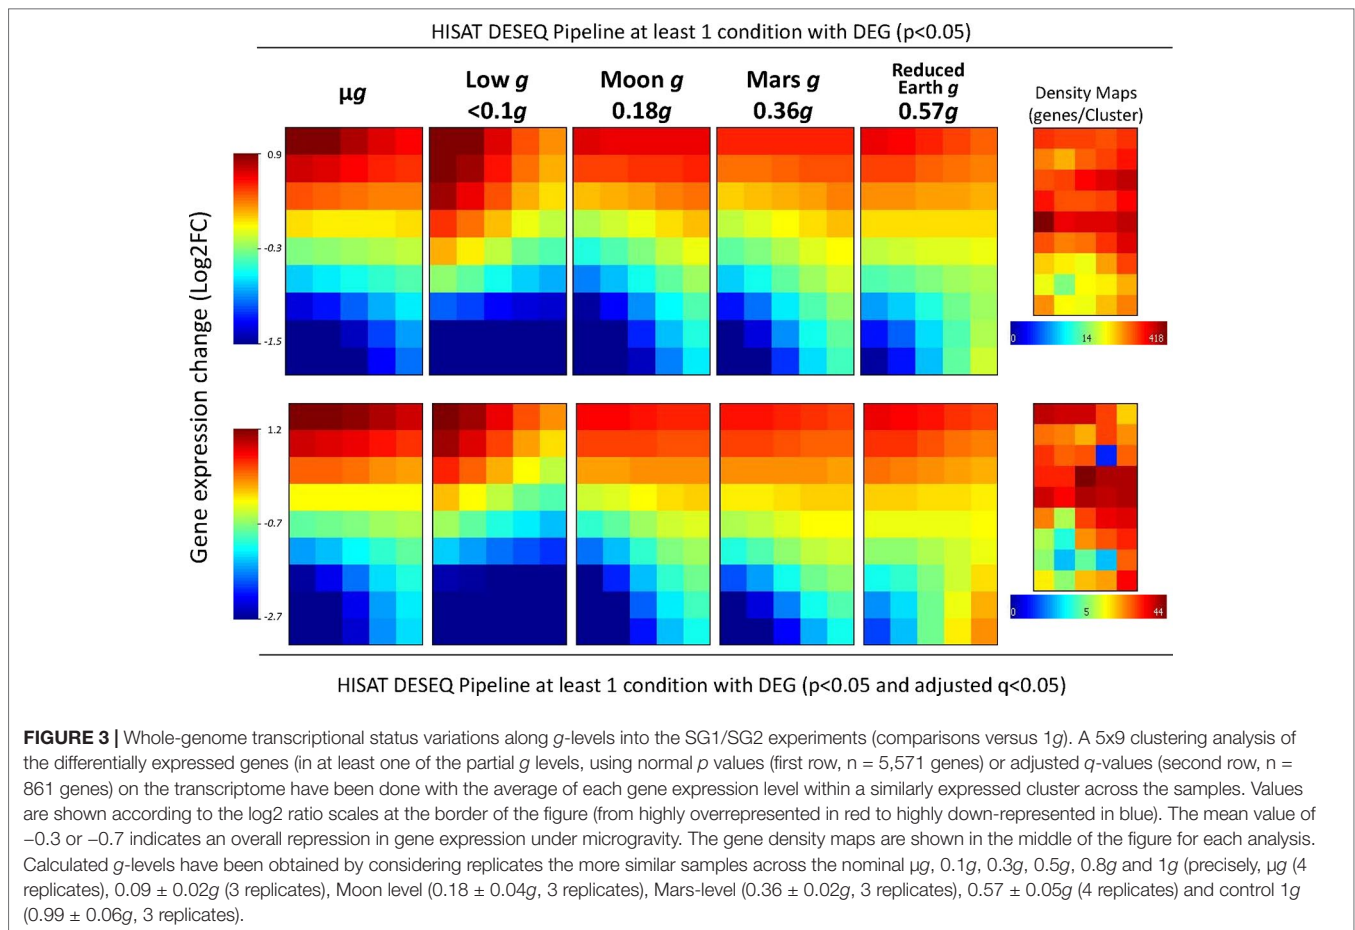 HISAT DESEQ Pipeline at least 1 condition with DEG (p<0.05)
µg
Low g
<0.1g
Moon g
0.18g
Mars g
0.36g
Reduced
Earth g
0.57g
Density Maps
(genes/Cluster)
Gene expression change (Log2FC)
0.9
-0.3
-1.5
0 14 418
1.2
-0.7
-2.7
0 5 44
HISAT DESEQ Pipeline at least 1 condition with DEG (p<0.05 and adjusted q<0.05)
FIGURE 3 | Whole-genome transcriptional status variations along g-levels into the SG1/SG2 experiments (comparisons versus 1g). A 5x9 clustering analysis of
the differentially expressed genes (in at least one of the partial g levels, using normal p values (first row, n = 5,571 genes) or adjusted q-values (second row, n =
861 genes) on the transcriptome have been done with the average of each gene expression level within a similarly expressed cluster across the samples. Values
are shown according to the log2 ratio scales at the border of the figure (from highly overrepresented in red to highly down-represented in blue). The mean value of
−0.3 or −0.7 indicates an overall repression in gene expression under microgravity. The gene density maps are shown in the middle of the figure for each analysis.
Calculated g-levels have been obtained by considering replicates the more similar samples across the nominal µg, 0.1g, 0.3g, 0.5g, 0.8g and 1g (precisely, µg (4
replicates), 0.09 ± 0.02g (3 replicates), Moon level (0.18 ± 0.04g, 3 replicates), Mars-level (0.36 ± 0.02g, 3 replicates), 0.57 ± 0.05g (4 replicates) and control 1g
(0.99 ± 0.06g, 3 replicates).